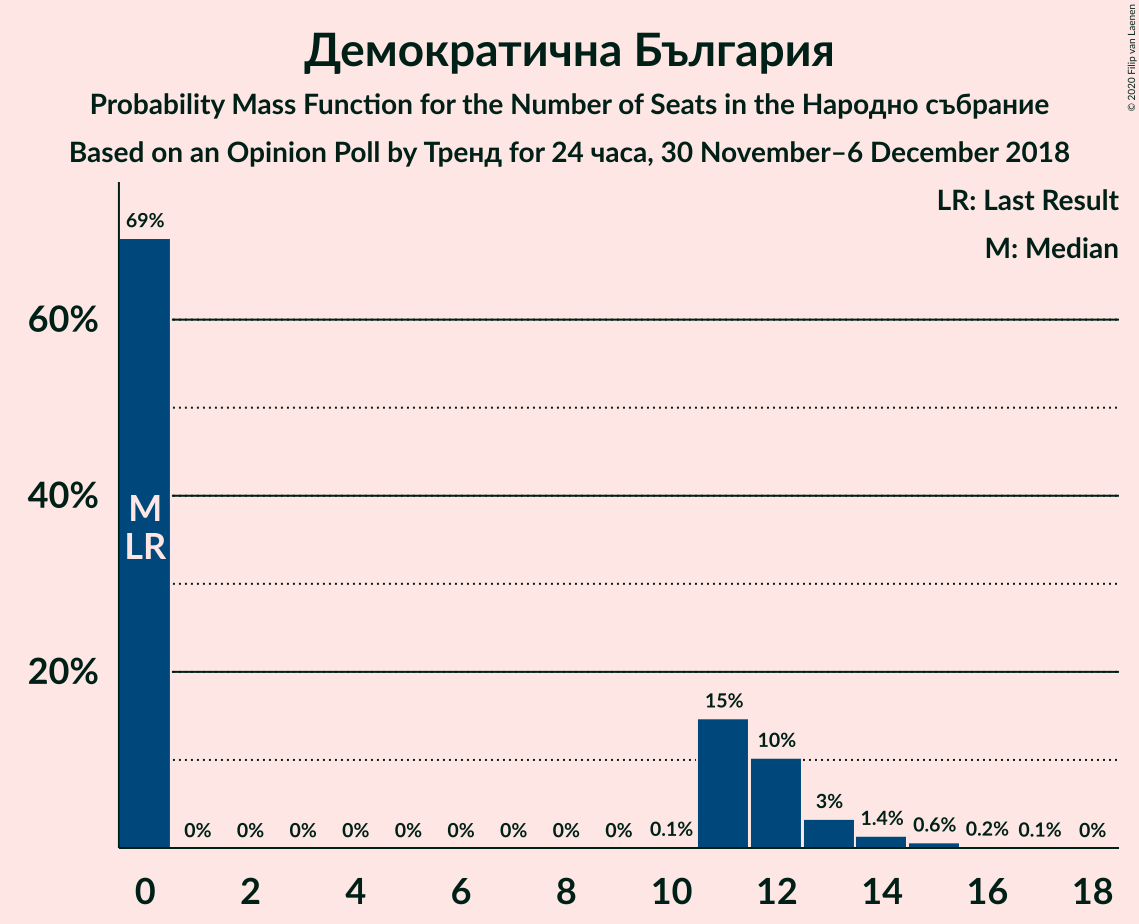 Демократична България
Probability Mass Function for the Number of Seats in the Народно събрание
Based on an Opinion Poll by Тренд for 24 часа, 30 November–6 December 2018
© 2020 Filip van Laenen
LR: Last Result
M: Median
69%
60%
40%
M
LR
20%
15%
10%
3%
0% 0% 0% 0% 0% 0% 0% 0% 0% 0.1% 1.4% 0.6% 0.2% 0.1% 0%
0 2 4 6 8 10 12 14 16 18